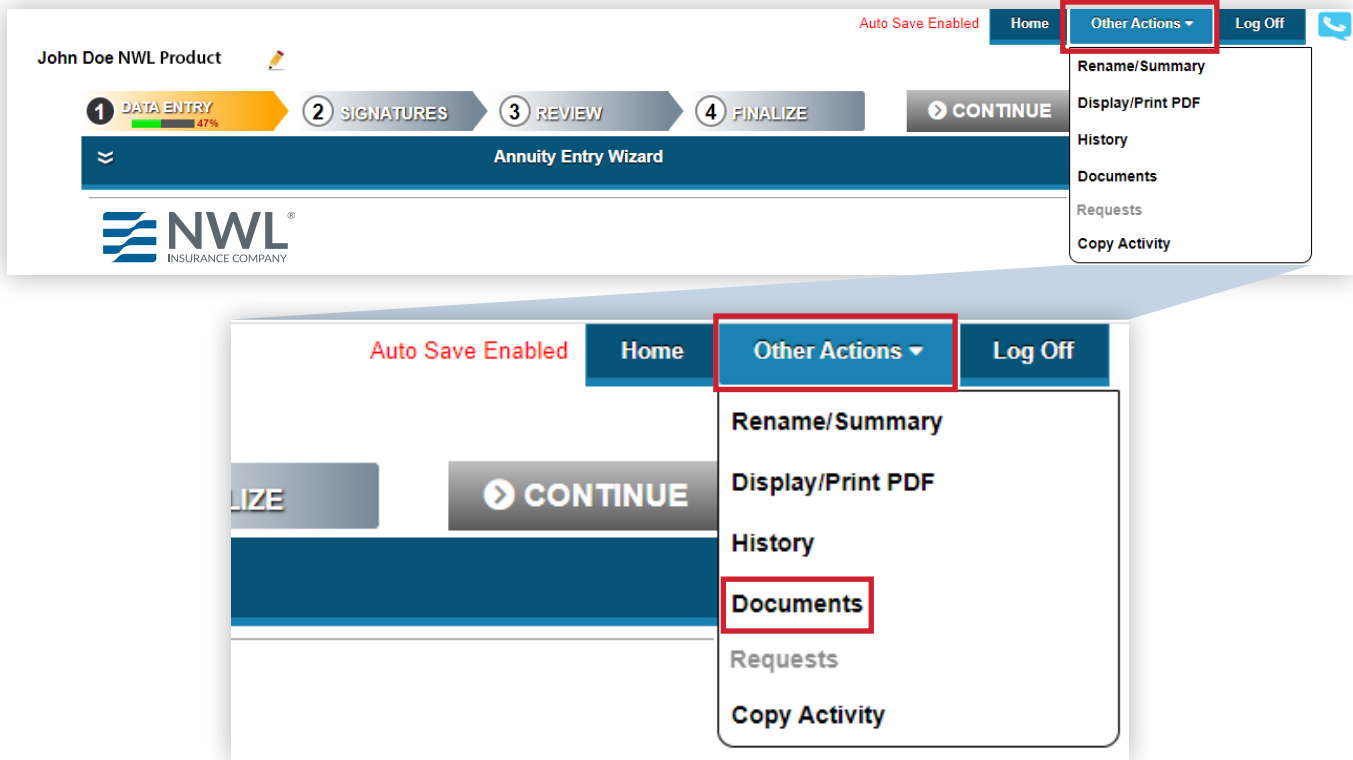 Auto Save Enabled Home Other Actions Log Off
John Doe NWL Product
Rename/Summary
Display/Print PDF
History
Documents
Requests
Copy Activity
1 DATA ENTRY 2 SIGNATURES 3 REVIEW 4 FINALIZE CONTINUE
47%
Annuity Entry Wizard
NWL®
INSURANCE COMPANY
Auto Save Enabled Home Other Actions Log Off
LIZE CONTINUE
Rename/Summary
Display/Print PDF
History
Documents
Requests
Copy Activity